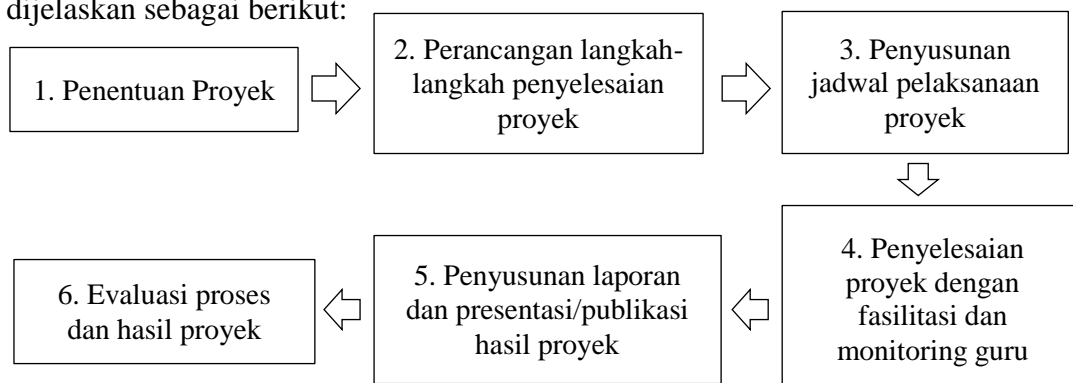 dijelaskan sebagai berikut:
1. Penentuan Proyek
2. Perancangan langkah-
langkah penyelesaian
proyek
3. Penyusunan
jadwal pelaksanaan
proyek
4. Penyelesaian
proyek dengan
fasilitasi dan
monitoring guru
5. Penyusunan laporan
dan presentasi/publikasi
hasil proyek
6. Evaluasi proses
dan hasil proyek